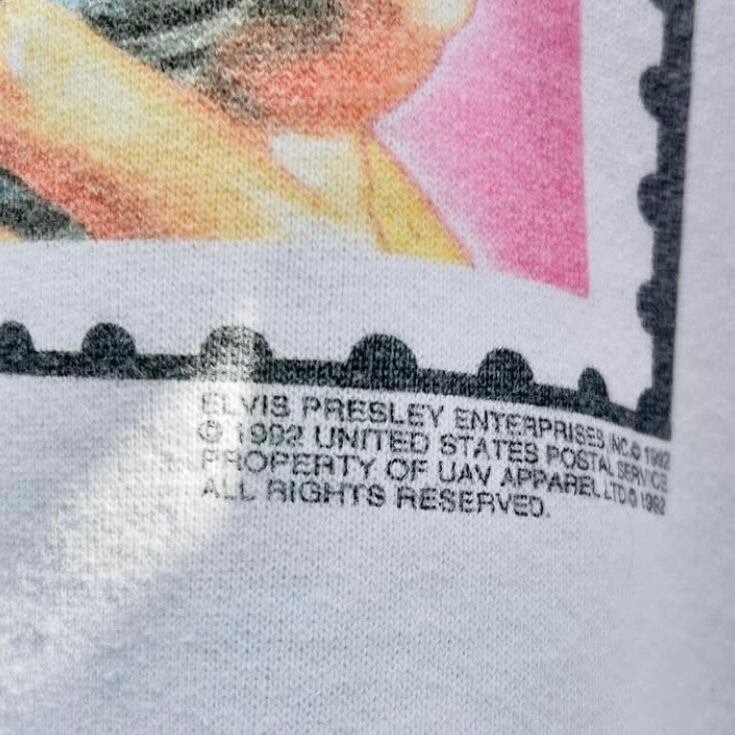 ELVIS PRESLEY ENTERPRISES, INC. © 1992
© 1992 UNITED STATES POSTAL SERVICE
PROPERTY OF UAV APPAREL LTD © 1992
ALL RIGHTS RESERVED.